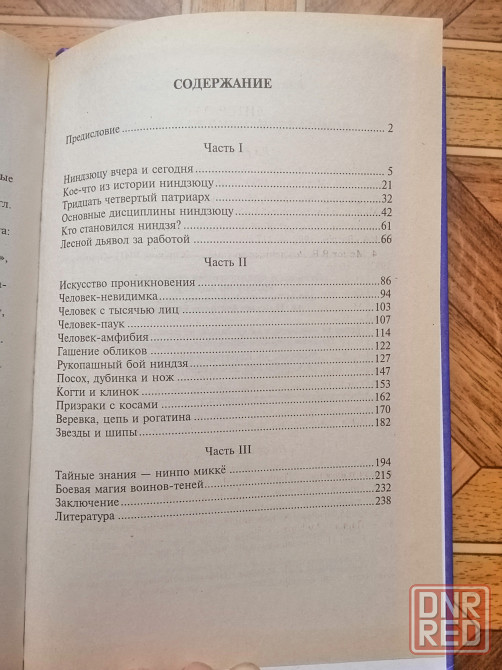 СОДЕРЖАНИЕ
Предисловие 2
Часть I
Ниндзюцу вчера и сегодня 5
Кое-что из истории ниндзюцу 21
Тридцать четвертый патриарх 32
Основные дисциплины ниндзюцу 42
Кто становился ниндзя? 61
Лесной дьявол за работой 66
Часть II
Искусство проникновения 86
Человек-невидимка 94
Человек с тысячью лиц 103
Человек-паук 107
Человек-амфибия 114
Гашение обликов 122
Рукопашный бой ниндзя 127
Посох, дубинка и нож 147
Когти и клинок 153
Призраки с косами 162
Веревка, цепь и рогатина 170
Звезды и шипы 182
Часть III
Тайные знания — нинпо миккё 194
Боевая магия воинов-теней 215
Заключение 232
Литература 238
DNR
RED